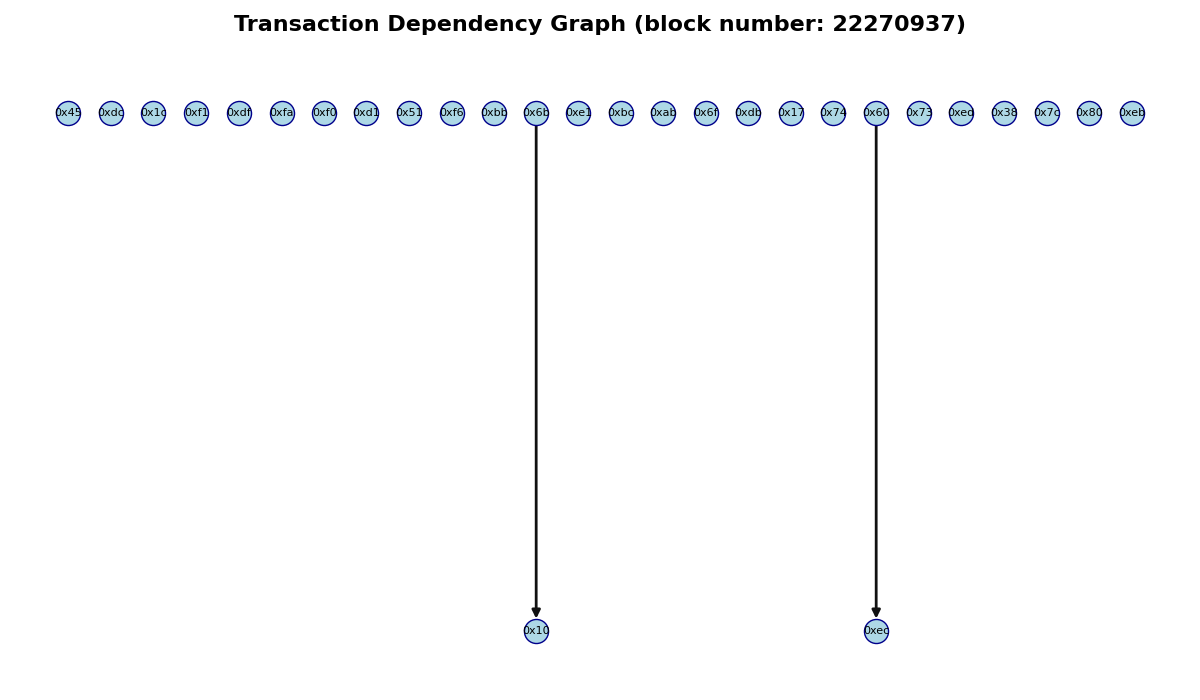 Transaction Dependency Graph (block number: 22270937)
0x45 0xdc 0x1c 0xf1 0xdf 0xfa 0xf0 0xd1 0x51 0xf6 0xbb 0x6b 0xe1 0xbc 0xab 0x6f 0xdb 0x17 0x74 0x60 0x73 0xed 0x38 0x7c 0x80 0xeb
0x10 0xec